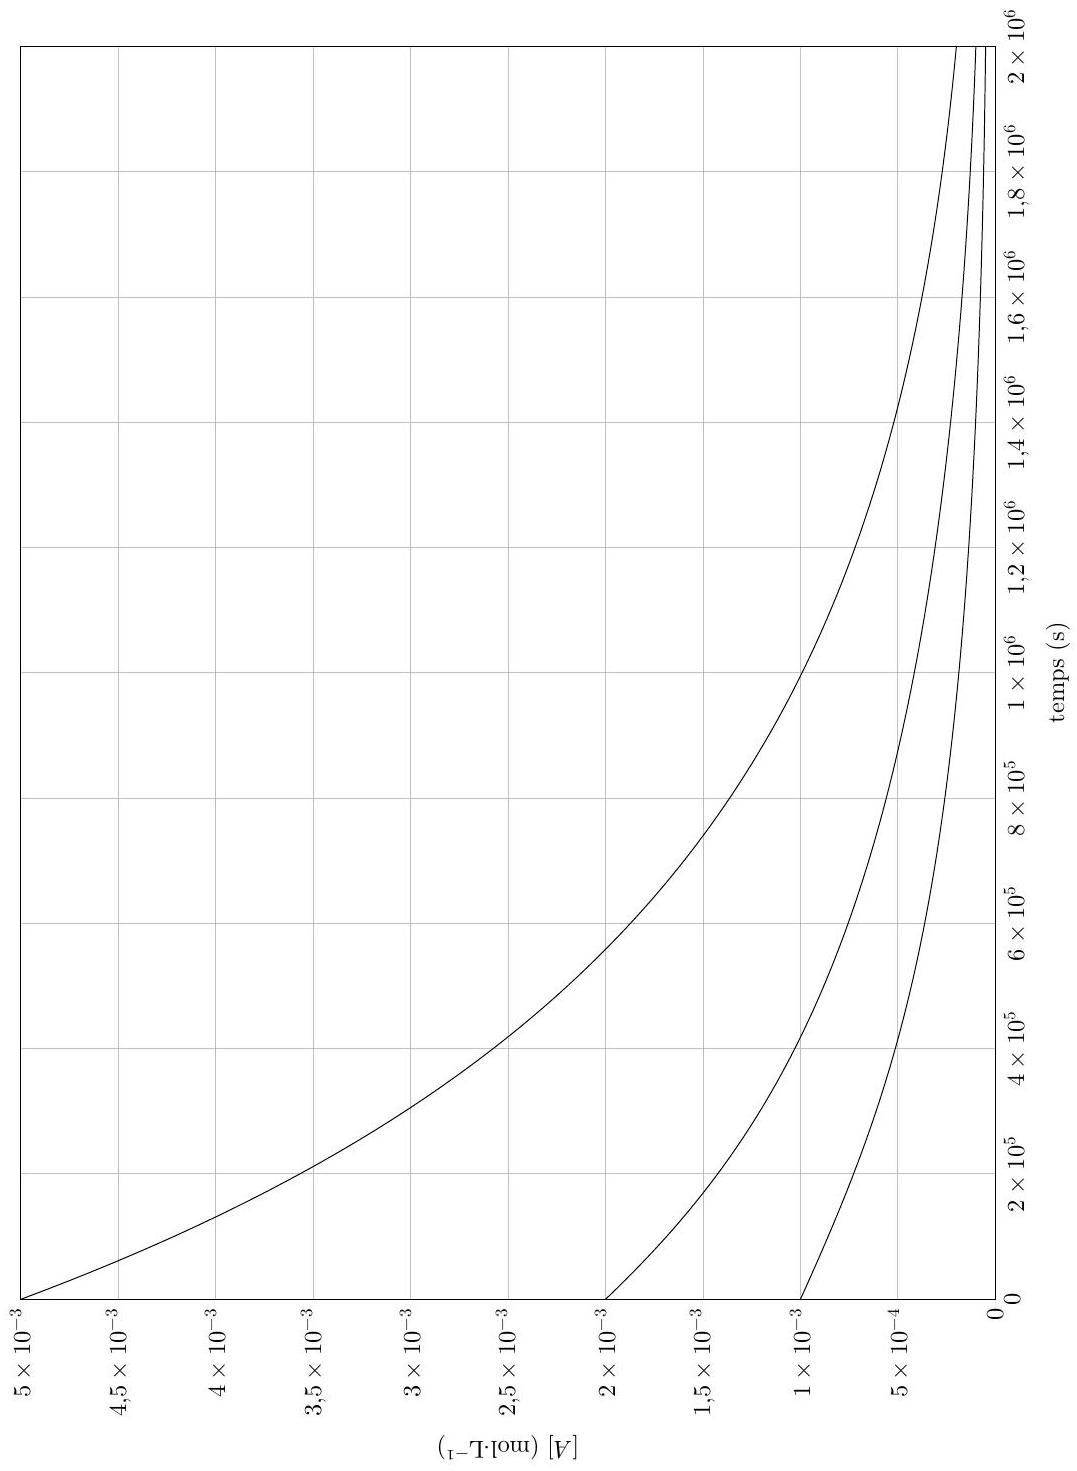 5 × 10⁻³
4,5 × 10⁻³
4 × 10⁻³
3,5 × 10⁻³
3 × 10⁻³
2,5 × 10⁻³
2 × 10⁻³
1,5 × 10⁻³
1 × 10⁻³
5 × 10⁻⁴
0
[A] (mol·L⁻¹)
0
2 × 10⁵
4 × 10⁵
6 × 10⁵
8 × 10⁵
1 × 10⁶
1,2 × 10⁶
1,4 × 10⁶
1,6 × 10⁶
1,8 × 10⁶
2 × 10⁶
temps (s)